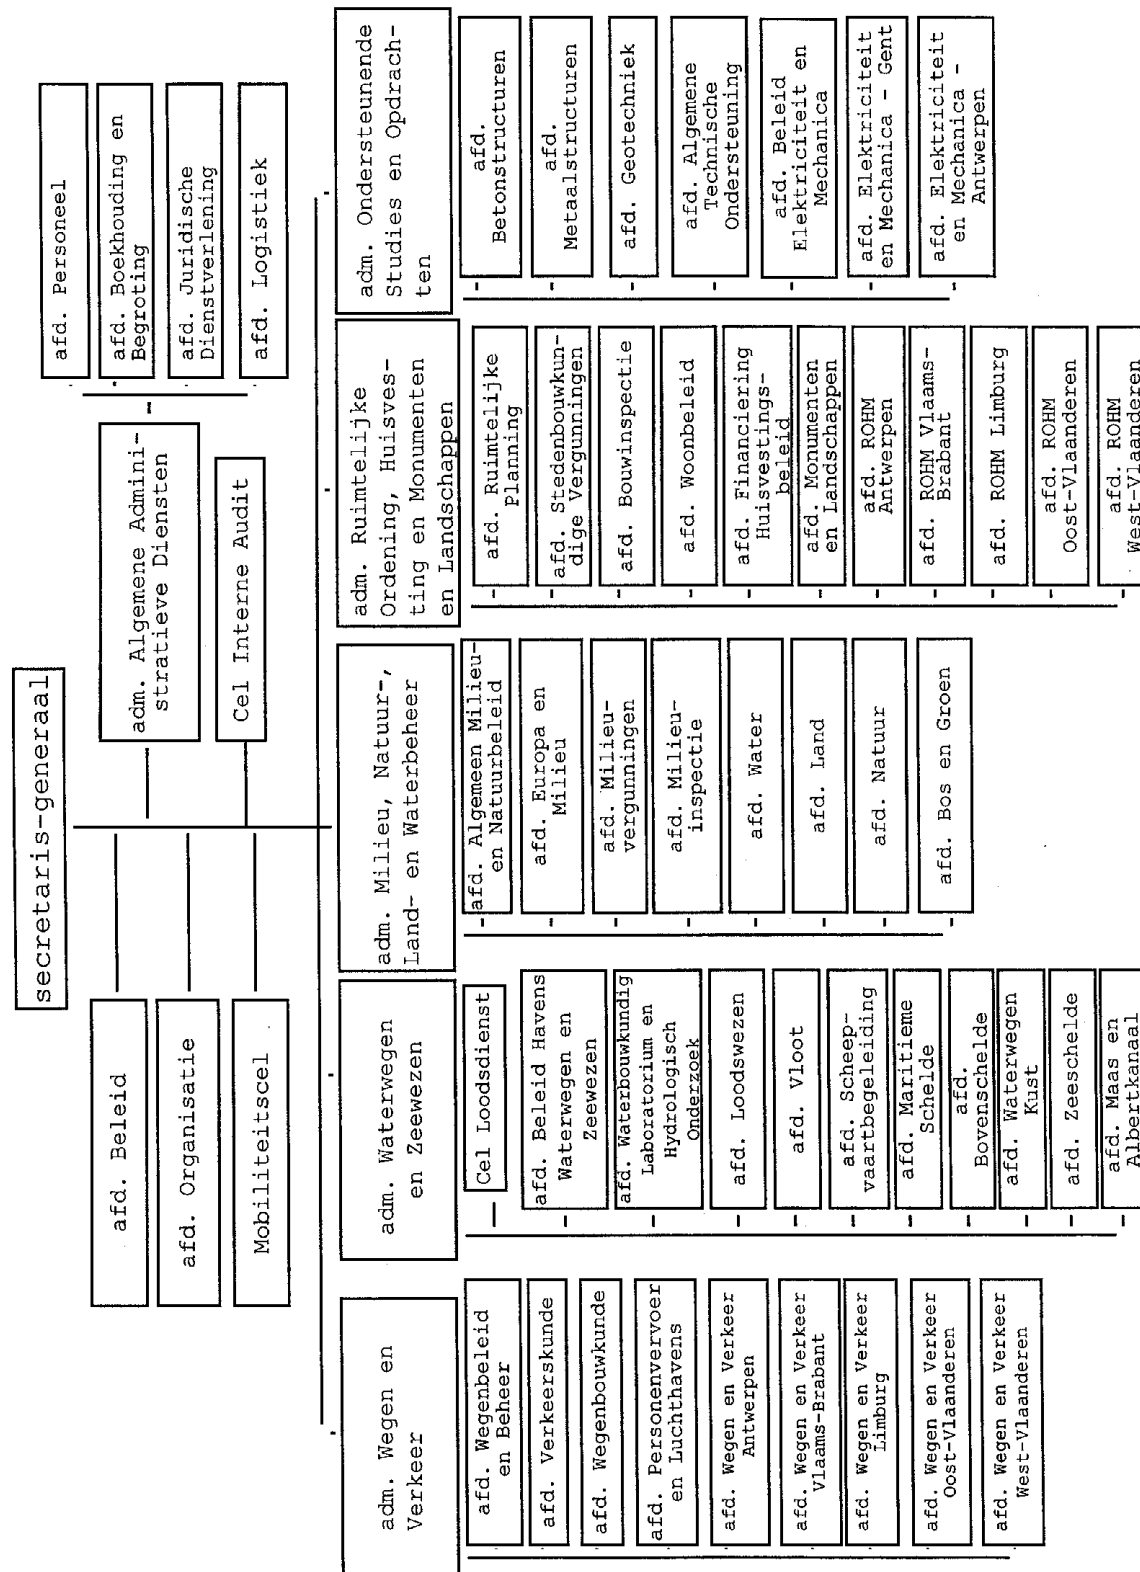 secretaris-generaal
afd. Beleid
afd. Organisatie
Mobiliteitscel
adm. Algemene Admini-
stratieve Diensten
Cel Interne Audit
afd. Personeel
afd. Boekhouding en
Begroting
afd. Juridische
Dienstverlening
afd. Logistiek
adm. Wegen en
Verkeer
afd. Wegenbeleid
en Beheer
afd. Verkeerskunde
afd. Wegenbouwkunde
afd. Personenvervoer
en Luchthavens
afd. Wegen en Verkeer
Antwerpen
afd. Wegen en Verkeer
Vlaams-Brabant
afd. Wegen en Verkeer
Limburg
afd. Wegen en Verkeer
Oost-Vlaanderen
afd. Wegen en Verkeer
West-Vlaanderen
adm. Waterwegen
en Zeewezen
Cel Loodsdienst
afd. Beleid Havens
Waterwegen en
Zeewezen
afd. Waterbouwkundig
Laboratorium en
Hydrologisch
Onderzoek
afd. Loodswezen
afd. Vloot
afd. Scheep-
vaartbegeleiding
afd. Maritieme
Schelde
afd.
Bovenschelde
afd. Waterwegen
Kust
afd. Zeeschelde
afd. Maas en
Albertkanaal
adm. Milieu, Natuur-,
Land- en Waterbeheer
afd. Algemeen Milieu-
en Natuurbeleid
afd. Europa en
Milieu
afd. Milieu-
vergunningen
afd. Milieu-
inspectie
afd. Water
afd. Land
afd. Natuur
afd. Bos en Groen
adm. Ruimtelijke
Ordening, Huisves-
ting en Monumenten
en Landschappen
afd. Ruimtelijke
Planning
afd. Stedenbouwkun-
dige Vergunningen
afd. Bouwinspectie
afd. Woonbeleid
afd. Financiering
Huisvestings-
beleid
afd. Monumenten
en Landschappen
afd. ROHM
Antwerpen
afd. ROHM Vlaams-
Brabant
afd. ROHM Limburg
afd. ROHM
Oost-Vlaanderen
afd. ROHM
West-Vlaanderen
adm. Ondersteunende
Studies en Opdrach-
ten
afd.
Betonstructuren
afd.
Metaalstructuren
afd. Geotechniek
afd. Algemene
Technische
Ondersteuning
afd. Beleid
Elektriciteit en
Mechanica
afd. Elektriciteit
en Mechanica - Gent
afd. Elektriciteit
en Mechanica -
Antwerpen